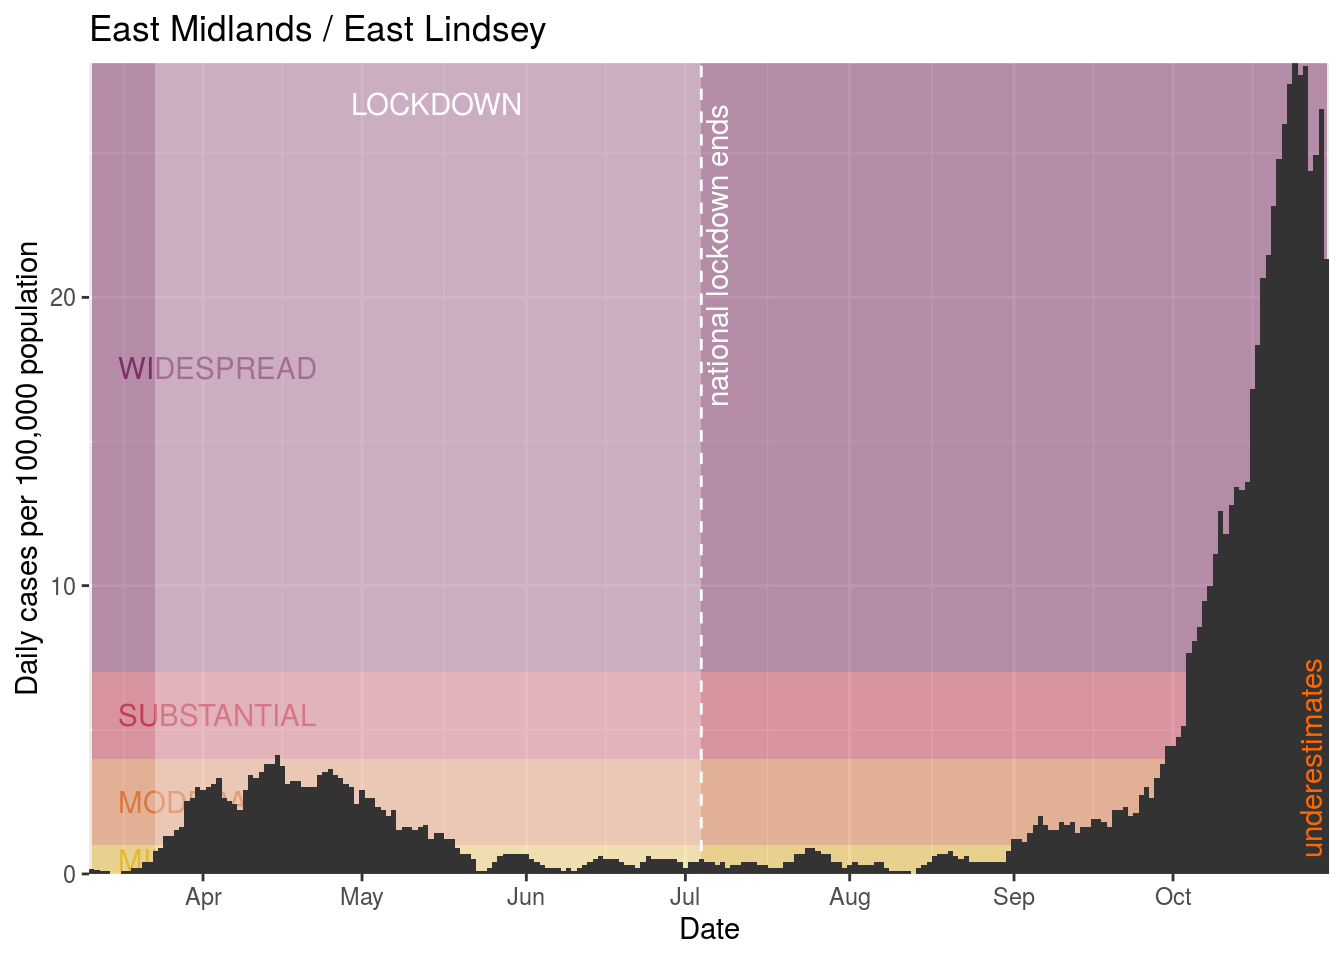 East Midlands / East Lindsey
LOCKDOWN
national lockdown ends
WIDESPREAD
SUBSTANTIAL
underestimates
Daily cases per 100,000 population
20
10
0
Apr
May
Jun
Jul
Aug
Sep
Oct
Date